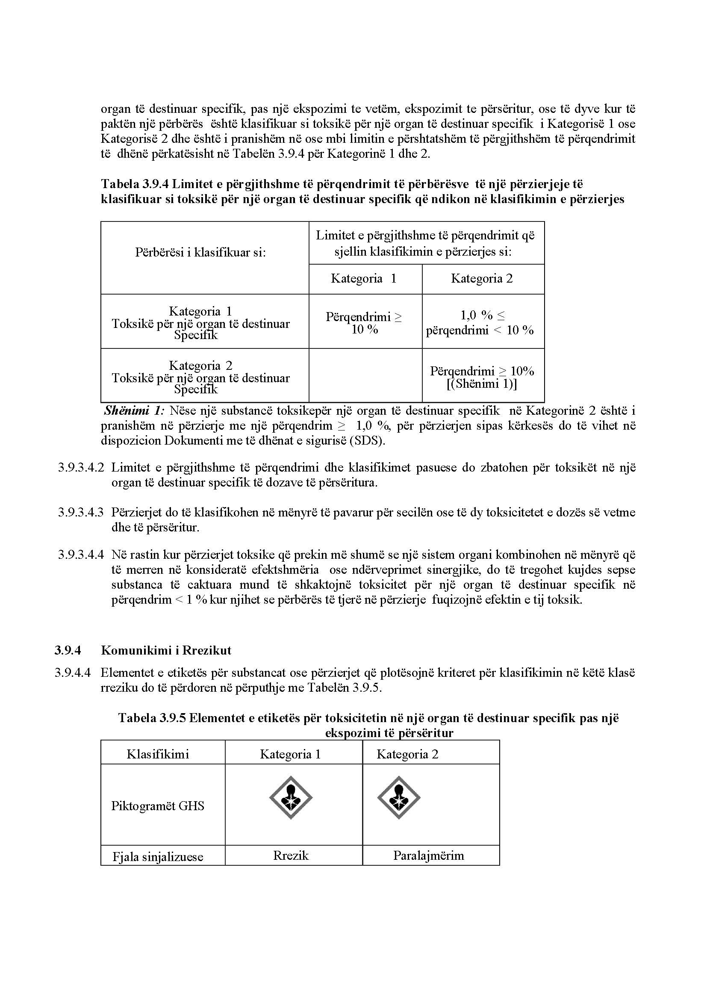 organ të destinuar specifik, pas një ekspozimi te vetëm, ekspozimit te përsëritur, ose të dyve kur të
paktën një përbërës është klasifikuar si toksikë për një organ të destinuar specifik i Kategorisë 1 ose
Kategorisë 2 dhe është i pranishëm në ose mbi limitin e përshtatshëm të përgjithshëm të përqendrimit
të dhënë përkatësisht në Tabelën 3.9.4 për Kategorinë 1 dhe 2.
Tabela 3.9.4 Limitet e përgjithshme të përqendrimit të përbërësve të një përzierjeje të
klasifikuar si toksikë për një organ të destinuar specifik që ndikon në klasifikimin e përzierjes
Përbërësi i klasifikuar si:
Limitet e përgjithshme të përqendrimit që
sjellin klasifikimin e përzierjes si:
Kategoria 1
Kategoria 2
Kategoria 1
Toksikë për një organ të destinuar
Specifik
Përqendrimi ≥
10 %
1,0 % ≤
përqendrimi < 10 %
Kategoria 2
Toksikë për një organ të destinuar
Specifik
Përqendrimi ≥ 10%
[(Shënimi 1)]
Shënimi 1: Nëse një substancë toksikepër një organ të destinuar specifik në Kategorinë 2 është i
pranishëm në përzierje me një përqendrim ≥ 1,0 %, për përzierjen sipas kërkesës do të vihet në
dispozicion Dokumenti me të dhënat e sigurisë (SDS).
3.9.3.4.2 Limitet e përgjithshme të përqendrimi dhe klasifikimet pasuese do zbatohen për toksikët në një
organ të destinuar specifik të dozave të përsëritura.
3.9.3.4.3 Përzierjet do të klasifikohen në mënyrë të pavarur për secilën ose të dy toksicitetet e dozës së vetme
dhe të përsëritur.
3.9.3.4.4 Në rastin kur përzierjet toksike që prekin më shumë se një sistem organi kombinohen në mënyrë që
të merren në konsideratë efektshmëria ose ndërveprimet sinergjike, do të tregohet kujdes sepse
substanca të caktuara mund të shkaktojnë toksicitet për një organ të destinuar specifik në
përqendrim < 1 % kur njihet se përbërës të tjerë në përzierje fuqizojnë efektin e tij toksik.
3.9.4 Komunikimi i Rrezikut
3.9.4.4 Elementet e etiketës për substancat ose përzierjet që plotësojnë kriteret për klasifikimin në këtë klasë
rreziku do të përdoren në përputhje me Tabelën 3.9.5.
Tabela 3.9.5 Elementet e etiketës për toksicitetin në një organ të destinuar specifik pas një
ekspozimi të përsëritur
Klasifikimi
Kategoria 1
Kategoria 2
Piktogramët GHS
Fjala sinjalizuese
Rrezik
Paralajmërim